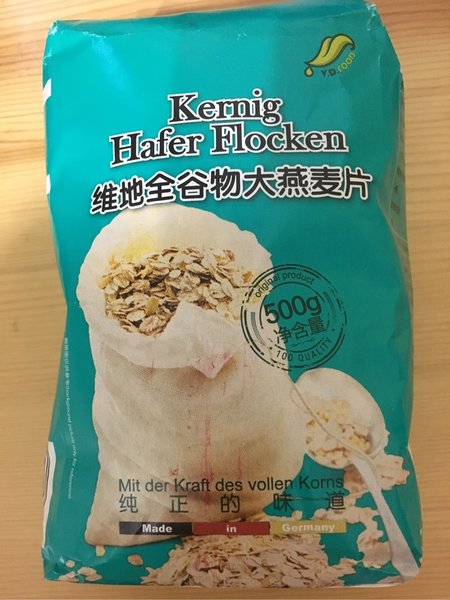 V.D.FOOD
Kernig
Hafer Flocken
维地全谷物大燕麦片
original product
500g
净含量
100 QUALITY
Mit der Kraft des vollen Korns
纯正的味道
Made in Germany